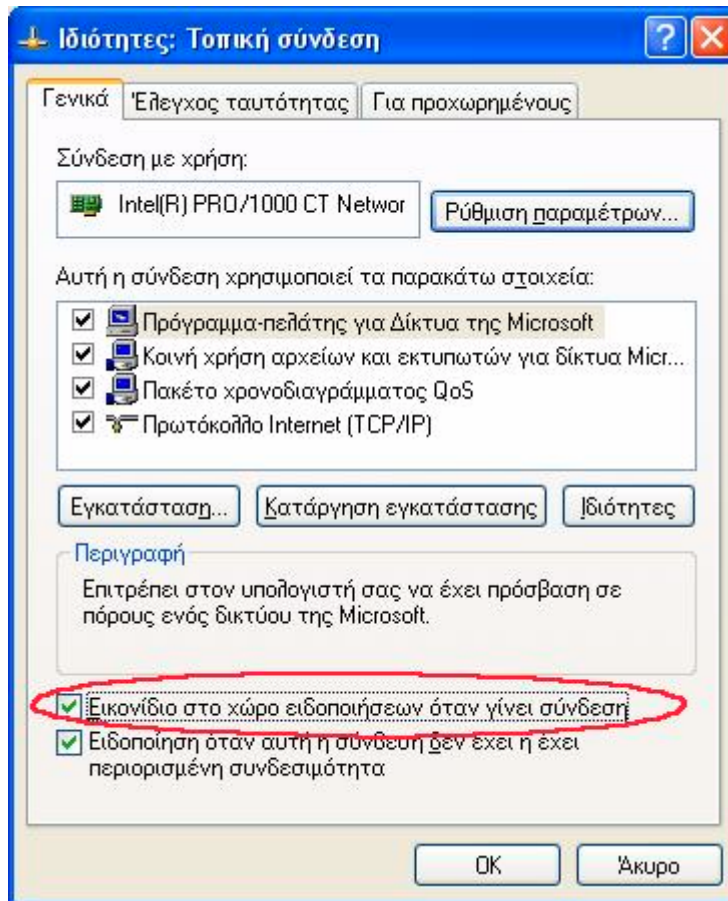 Ιδιότητες: Τοπική σύνδεση
Γενικά Έλεγχος ταυτότητας Για προχωρημένους
Σύνδεση με χρήση:
Intel(R) PRO/1000 CT Networ Ρύθμιση παραμέτρων...
Αυτή η σύνδεση χρησιμοποιεί τα παρακάτω στοιχεία:
Πρόγραμμα-πελάτης για Δίκτυα της Microsoft
Κοινή χρήση αρχείων και εκτυπωτών για δίκτυα Micr...
Πακέτο χρονοδιαγράμματος QoS
Πρωτόκολλο Internet (TCP/IP)
Εγκατάσταση... Κατάργηση εγκατάστασης Ιδιότητες
Περιγραφή
Επιτρέπει στον υπολογιστή σας να έχει πρόσβαση σε
πόρους ενός δικτύου της Microsoft.
Εικονίδιο στο χώρο ειδοποιήσεων όταν γίνει σύνδεση
Ειδοποίηση όταν αυτή η σύνδεση δεν έχει ή έχει
περιορισμένη συνδεσιμότητα
OK Άκυρο